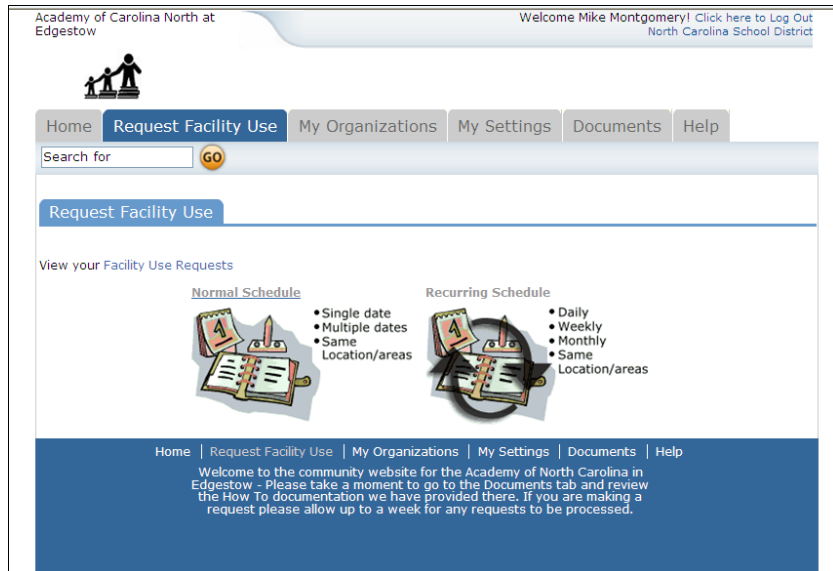 Academy of Carolina North at
Edgestow
Welcome Mike Montgomery! Click here to Log Out
North Carolina School District
Home Request Facility Use My Organizations My Settings Documents Help
Search for GO
Request Facility Use
View your Facility Use Requests
Normal Schedule
1
• Single date
• Multiple dates
• Same
Location/areas
Recurring Schedule
1
• Daily
• Weekly
• Monthly
• Same
Location/areas
Home | Request Facility Use | My Organizations | My Settings | Documents | Help
Welcome to the community website for the Academy of North Carolina in
Edgestow - Please take a moment to go to the Documents tab and review
the How To documentation we have provided there. If you are making a
request please allow up to a week for any requests to be processed.